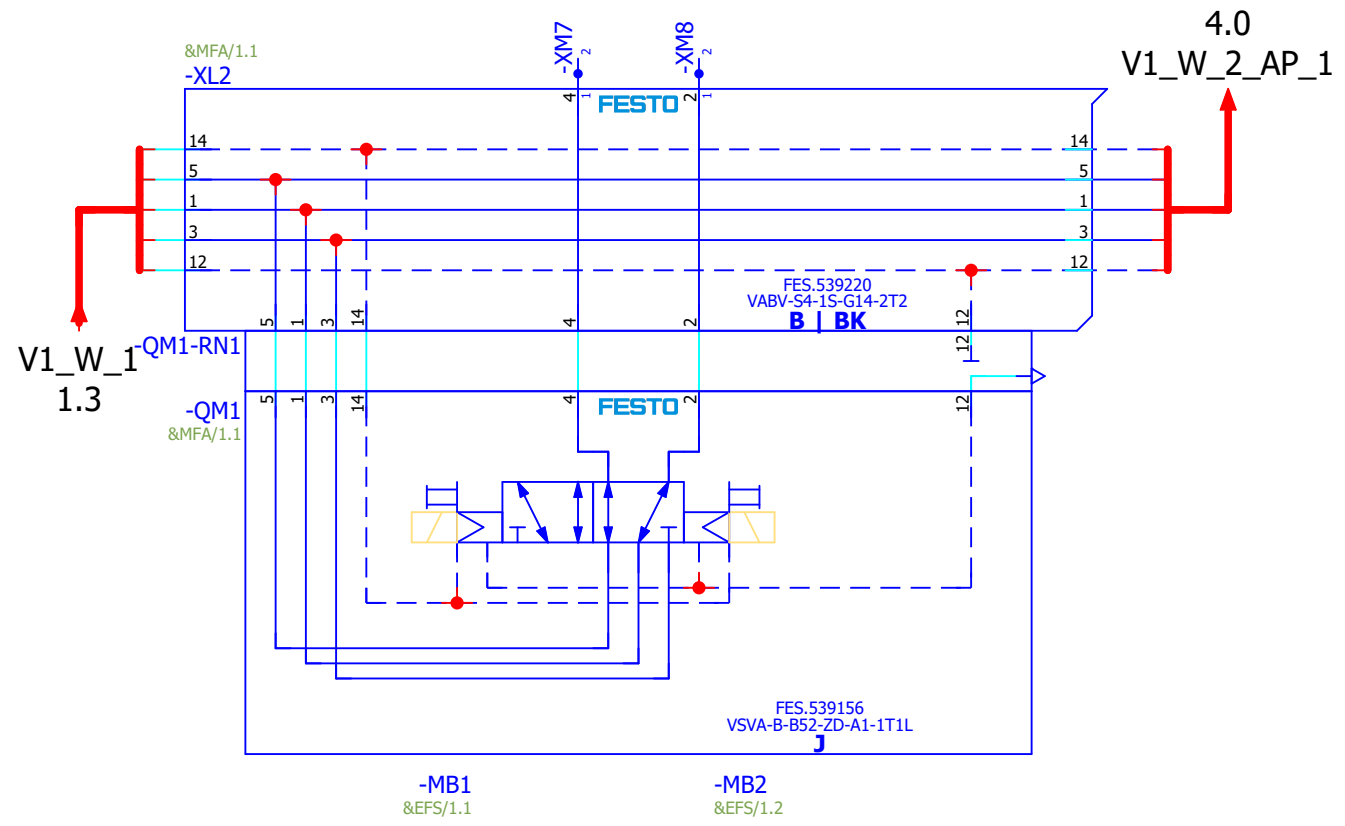 4.0
V1_W_2_AP_1
&MFA/1.1
-XL2
-XM7
2
-XM8
2
4
1
FESTO
2
1
14
14
5
5
1
1
3
3
12
12
FES.539220
VABV-S4-1S-G14-2T2
B | BK
5
1
3
14
4
2
12
V1_W_1
1.3
-QM1-RN1
12
-QM1
&MFA/1.1
5
1
3
14
4
FESTO
2
12
FES.539156
VSVA-B-B52-ZD-A1-1T1L
J
-MB1
&EFS/1.1
-MB2
&EFS/1.2